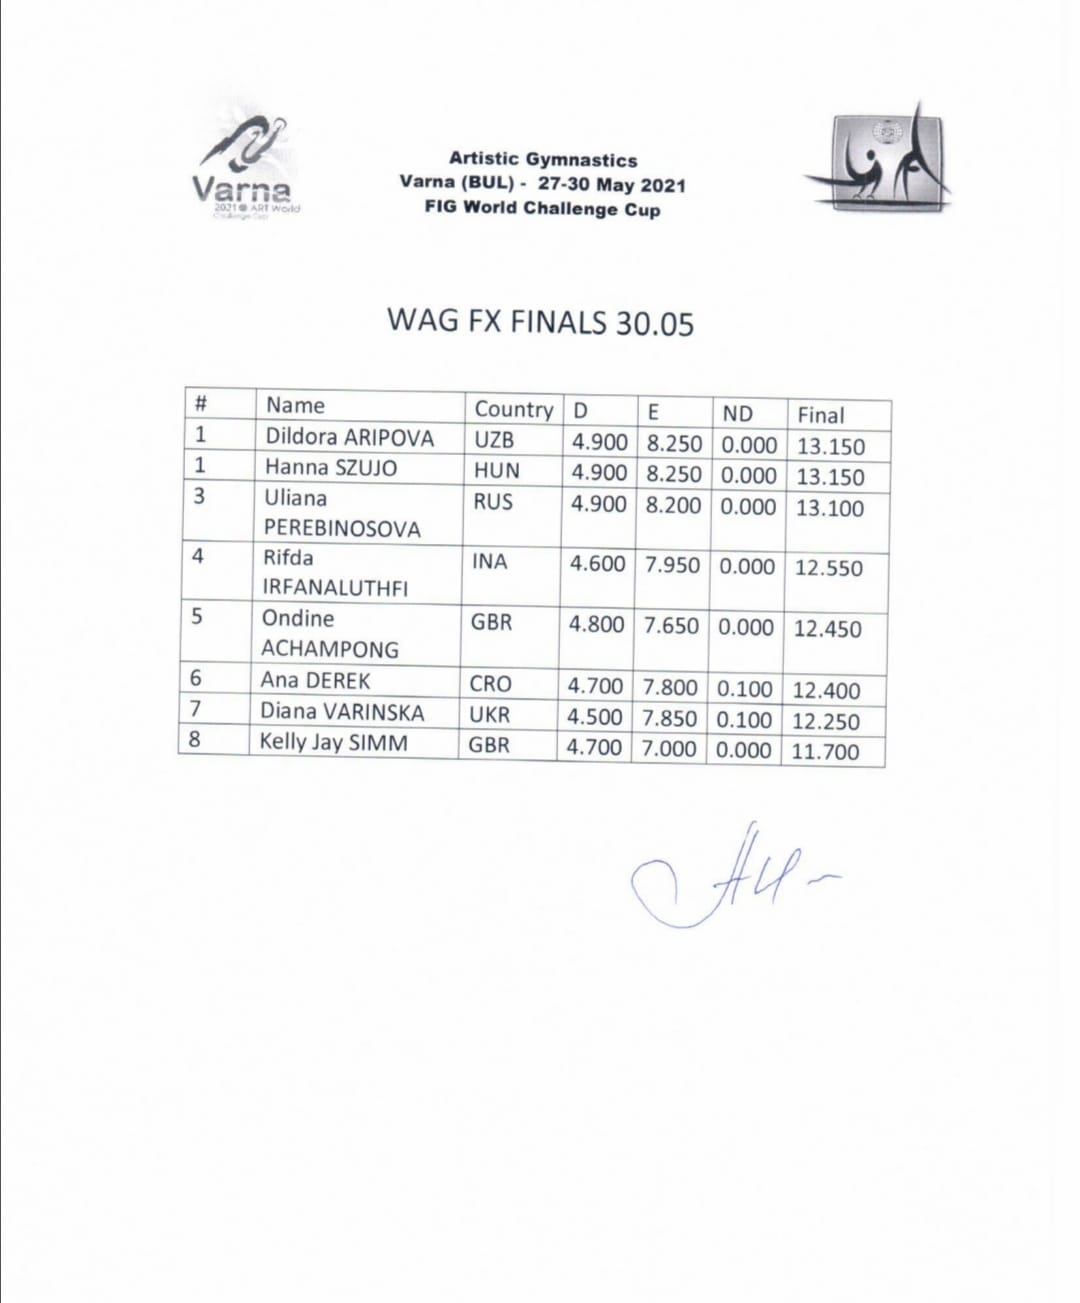 Varna
2021 ART World
Challenge Cup
Artistic Gymnastics
Varna (BUL) - 27-30 May 2021
FIG World Challenge Cup
WAG FX FINALS 30.05
# Name Country D E ND Final
1 Dildora ARIPOVA UZB 4.900 8.250 0.000 13.150
1 Hanna SZUJO HUN 4.900 8.250 0.000 13.150
3 Uliana RUS 4.900 8.200 0.000 13.100
PEREBINOSOVA
4 Rifda INA 4.600 7.950 0.000 12.550
IRFANALUTHFI
5 Ondine GBR 4.800 7.650 0.000 12.450
ACHAMPONG
6 Ana DEREK CRO 4.700 7.800 0.100 12.400
7 Diana VARINSKA UKR 4.500 7.850 0.100 12.250
8 Kelly Jay SIMM GBR 4.700 7.000 0.000 11.700